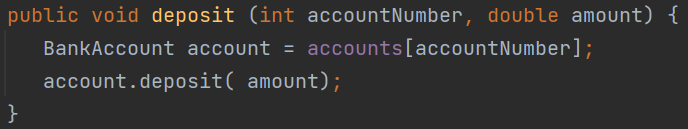 public void deposit (int accountNumber, double amount) {
    BankAccount account = accounts[accountNumber];
    account.deposit( amount);
}